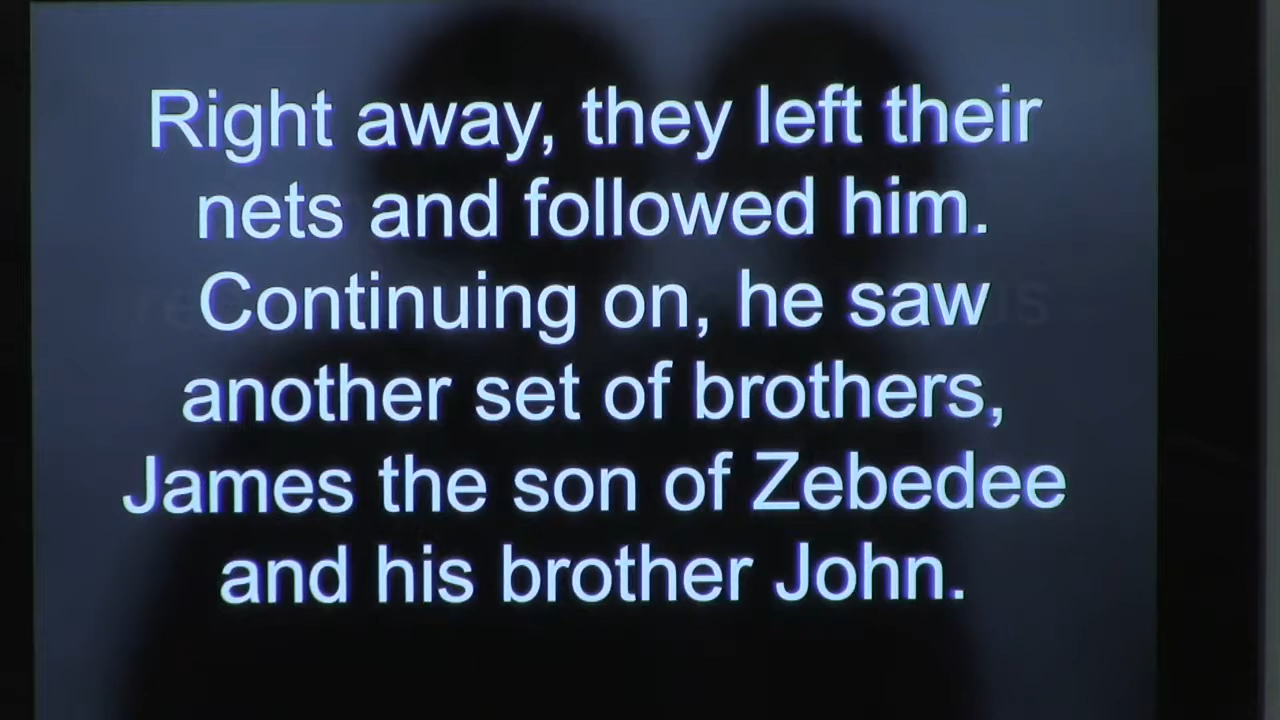 Right away, they left their
nets and followed him.
Continuing on, he saw
another set of brothers,
James the son of Zebedee
and his brother John.